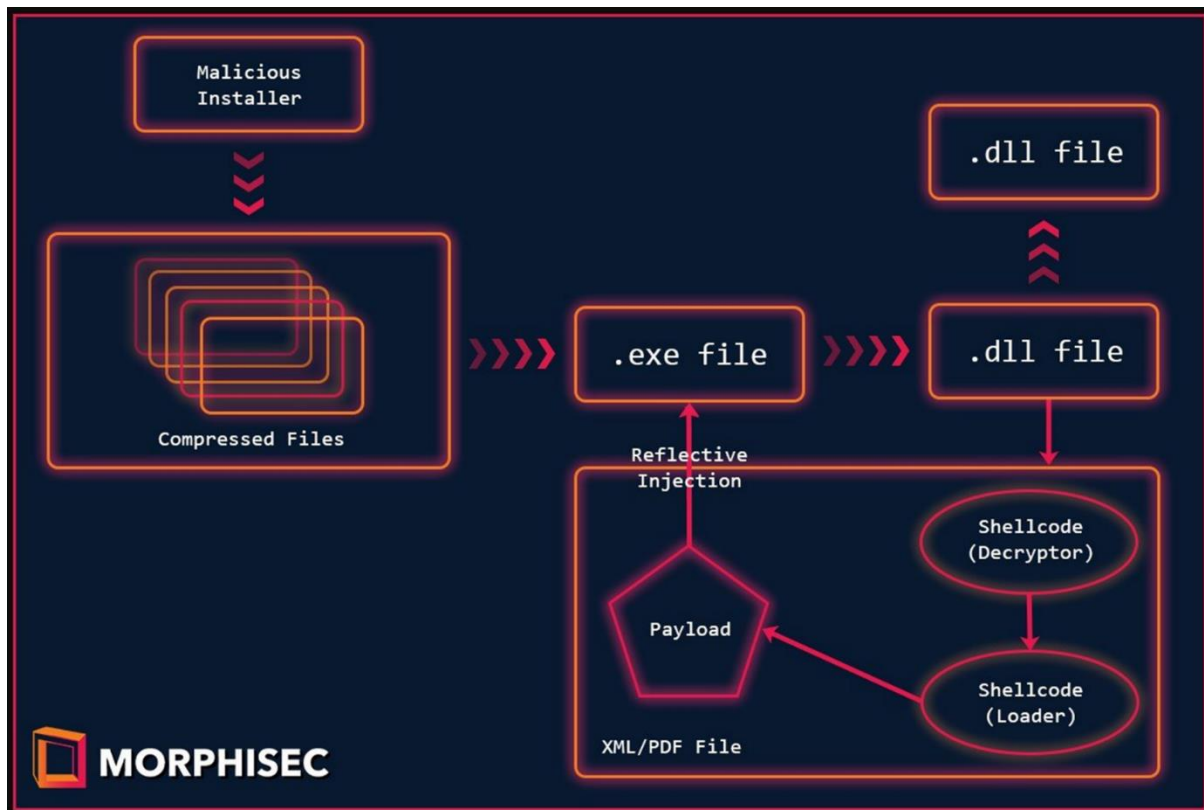 Malicious
Installer
.dll file
Compressed Files
.exe file
.dll file
Reflective
Injection
Shellcode
(Decryptor)
Payload
Shellcode
(Loader)
XML/PDF File
MORPHISEC